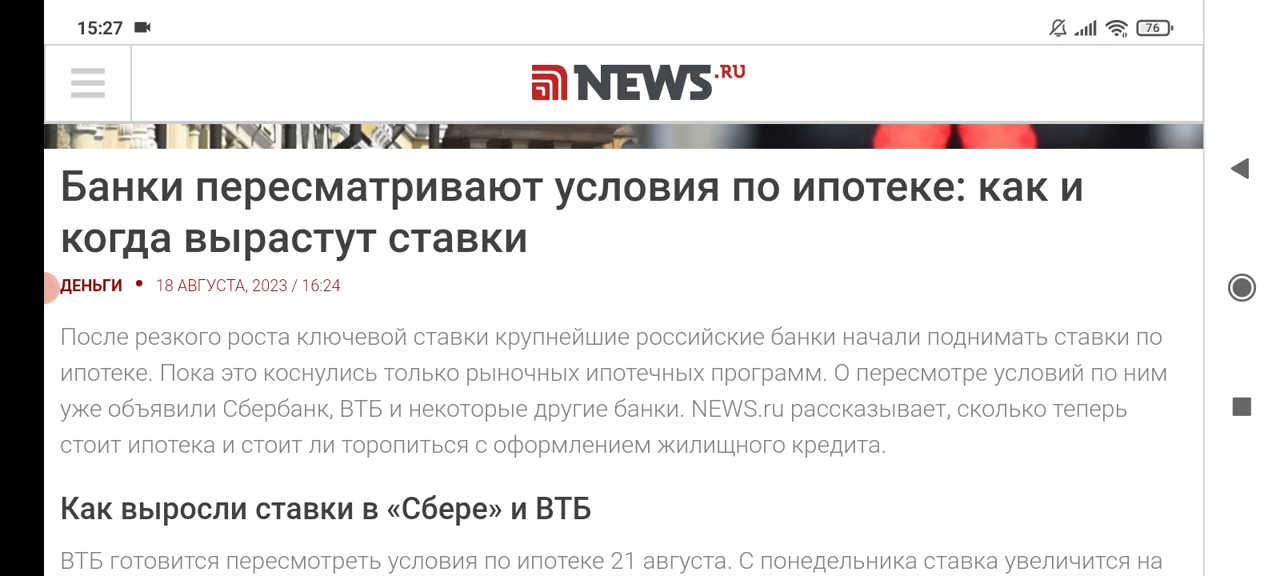 15:27
76
NEWS.RU
Банки пересматривают условия по ипотеке: как и
когда вырастут ставки
ДЕНЬГИ • 18 АВГУСТА, 2023 / 16:24
После резкого роста ключевой ставки крупнейшие российские банки начали поднимать ставки по
ипотеке. Пока это коснулись только рыночных ипотечных программ. О пересмотре условий по ним
уже объявили Сбербанк, ВТБ и некоторые другие банки. NEWS.ru рассказывает, сколько теперь
стоит ипотека и стоит ли торопиться с оформлением жилищного кредита.
Как выросли ставки в «Сбере» и ВТБ
ВТБ готовится пересмотреть условия по ипотеке 21 августа. С понедельника ставка увеличится на